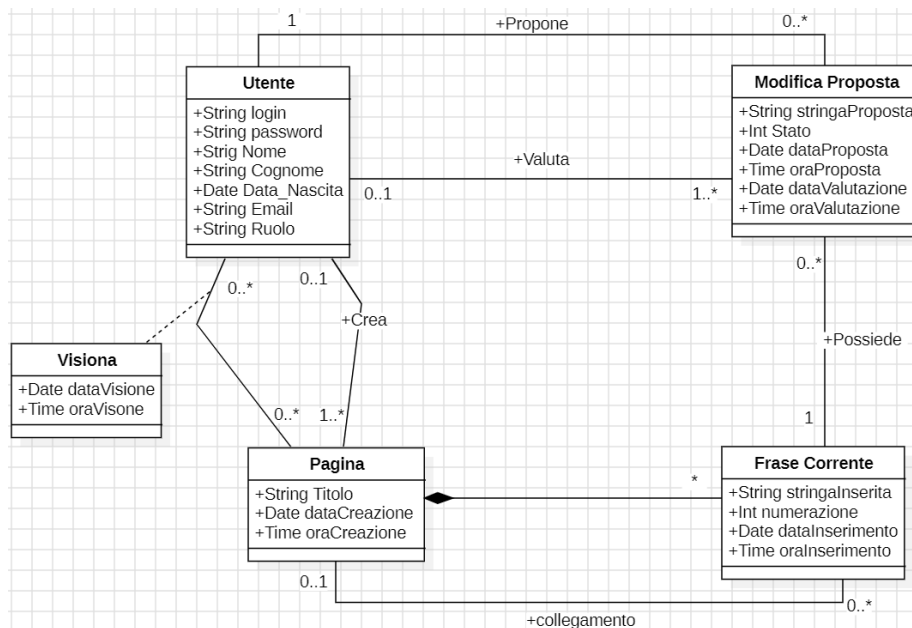 1
+Propone
0..*
Utente
+String login
+String password
+Strig Nome
+String Cognome
+Date Data_Nascita
+String Email
+String Ruolo
Modifica Proposta
+String stringaProposta
+Int Stato
+Date dataProposta
+Time oraProposta
+Date dataValutazione
+Time oraValutazione
+Valuta
0..1
1..*
0..*
0..1
0..*
+Crea
+Possiede
Visiona
+Date dataVisione
+Time oraVisone
0..*
1..*
1
Pagina
+String Titolo
+Date dataCreazione
+Time oraCreazione
*
Frase Corrente
+String stringaInserita
+Int numerazione
+Date dataInserimento
+Time oraInserimento
0..1
0..*
+collegamento